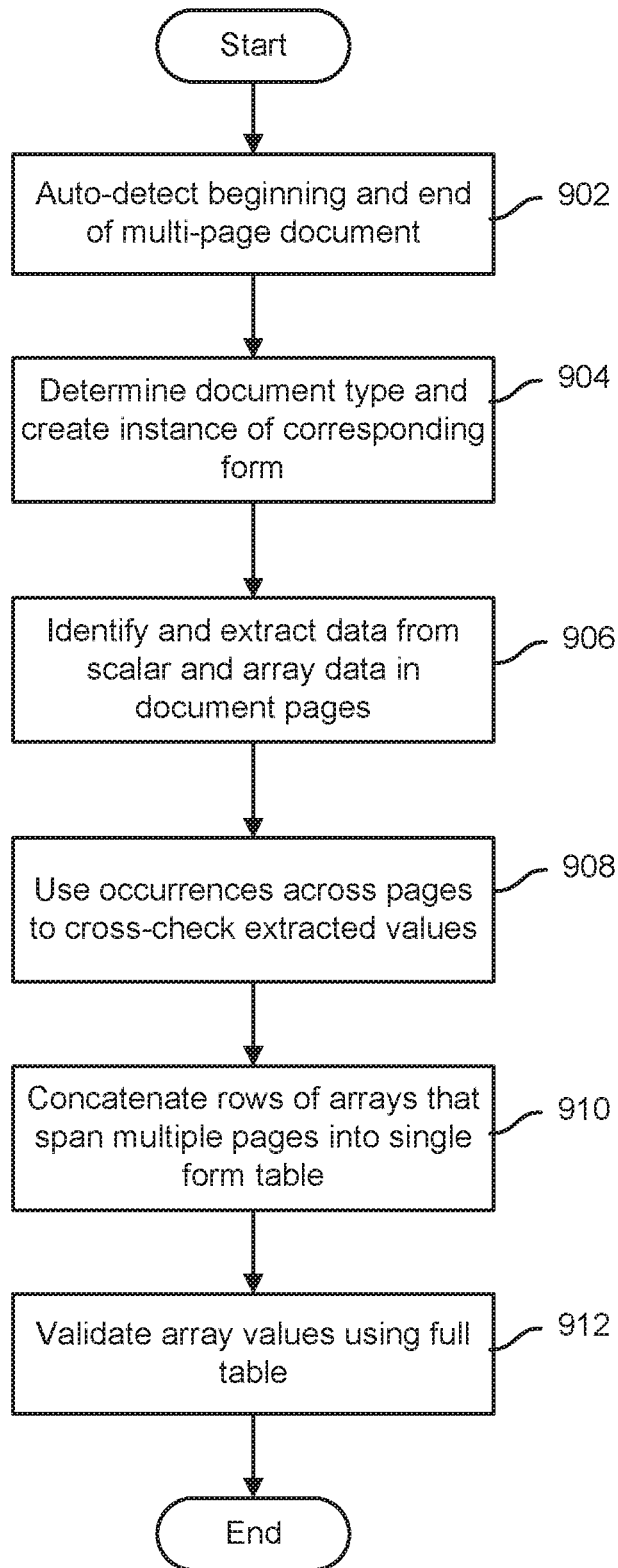 Start
Auto-detect beginning and end
of multi-page document
902
Determine document type and
create instance of corresponding
form
904
Identify and extract data from
scalar and array data in
document pages
906
Use occurrences across pages
to cross-check extracted values
908
Concatenate rows of arrays that
span multiple pages into single
form table
910
Validate array values using full
table
912
End